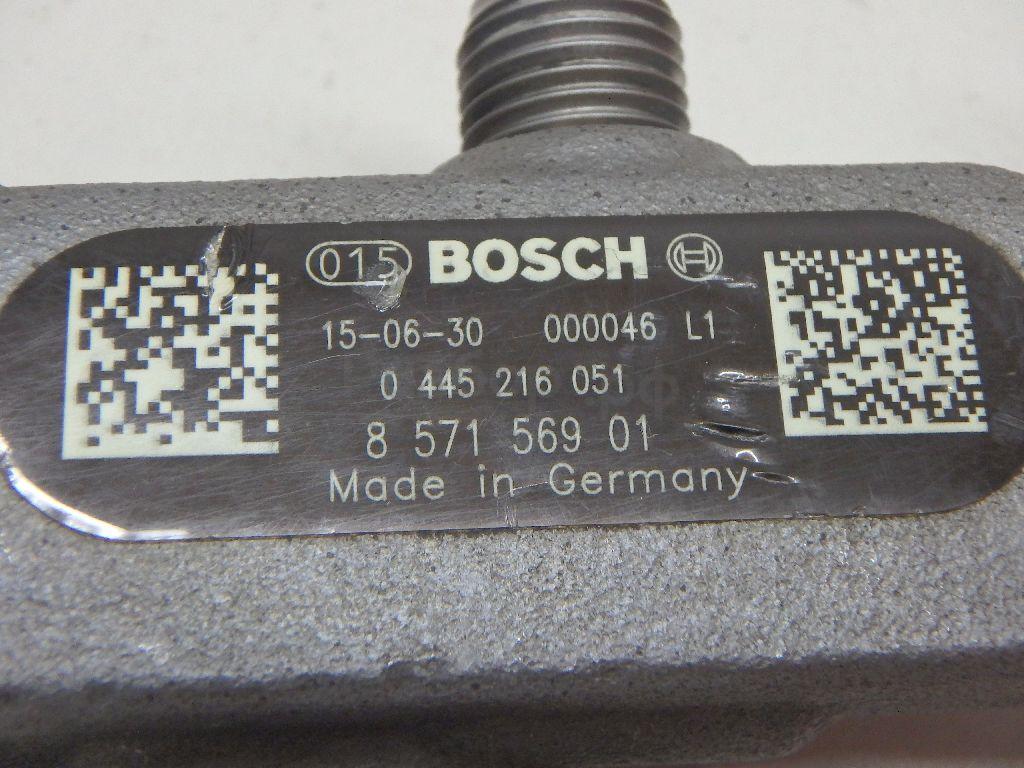 015 BOSCH
15-06-30 000046 L1
0 445 216 051
8 571 569 01
Made in Germany